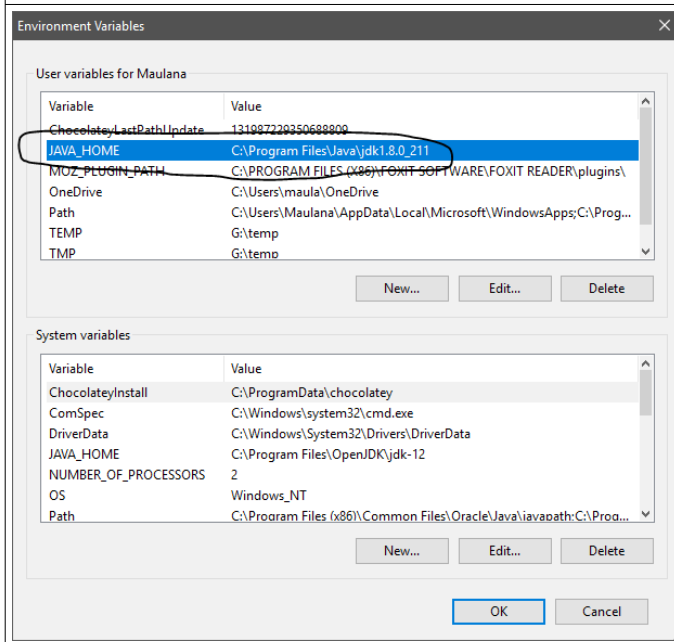 Environment Variables
User variables for Maulana
Variable Value
ChocolateyLastPathUpdate 131987229350688809
JAVA_HOME C:\Program Files\Java\jdk1.8.0_211
MOZ_PLUGIN_PATH C:\PROGRAM FILES (X86)\FOXIT SOFTWARE\FOXIT READER\plugins\
OneDrive C:\Users\maula\OneDrive
Path C:\Users\Maulana\AppData\Local\Microsoft\WindowsApps;C:\Prog...
TEMP G:\temp
TMP G:\temp
New... Edit... Delete
System variables
Variable Value
ChocolateyInstall C:\ProgramData\chocolatey
ComSpec C:\Windows\system32\cmd.exe
DriverData C:\Windows\System32\Drivers\DriverData
JAVA_HOME C:\Program Files\OpenJDK\jdk-12
NUMBER_OF_PROCESSORS 2
OS Windows_NT
Path C:\Program Files (x86)\Common Files\Oracle\Java\javapath;C:\Prog...
New... Edit... Delete
OK Cancel